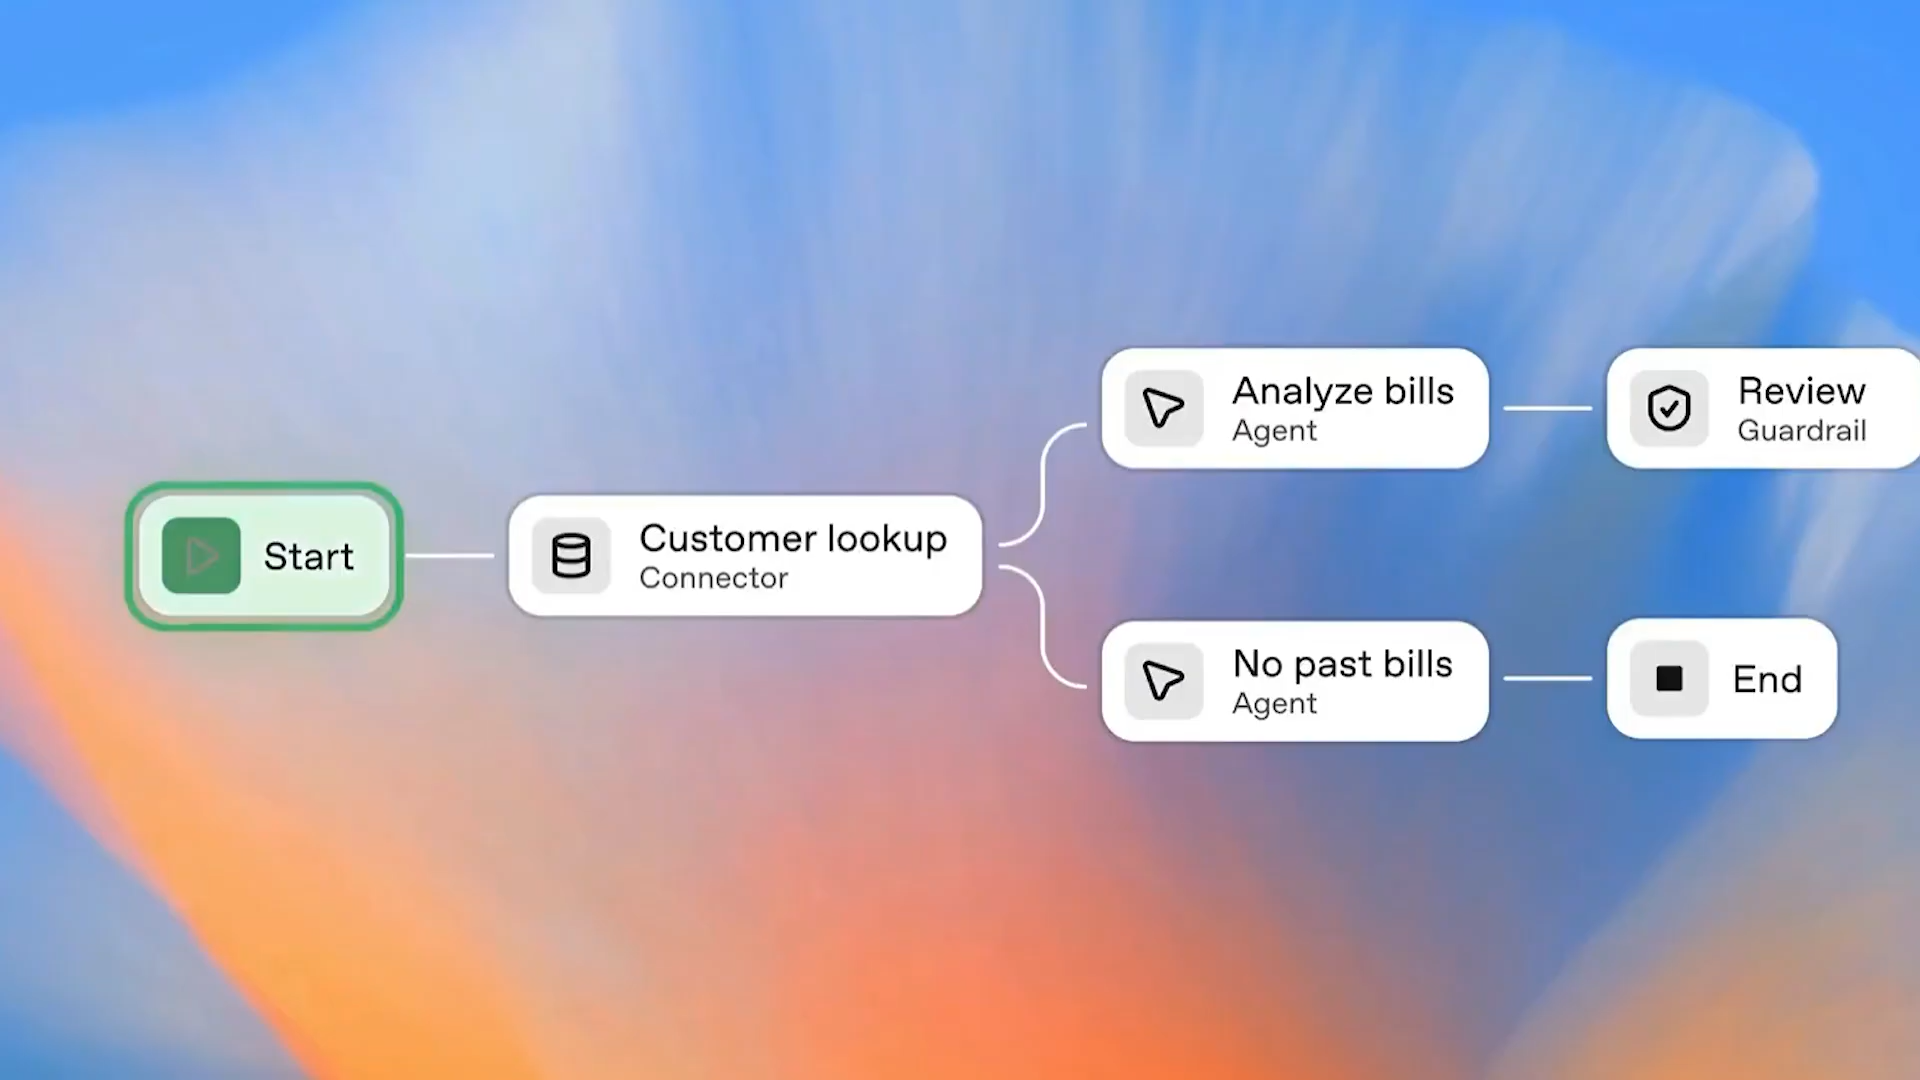 Start
Customer lookup
Connector
Analyze bills
Agent
Review
Guardrail
No past bills
Agent
End